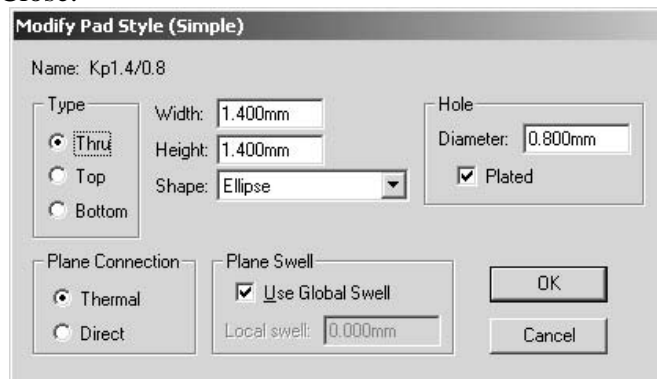 Close.
Modify Pad Style (Simple)
Name: Kp1.4/0.8
Type
Thru
Top
Bottom
Width: 1.400mm
Height: 1.400mm
Shape: Ellipse
Hole
Diameter: 0.800mm
Plated
Plane Connection
Thermal
Direct
Plane Swell
Use Global Swell
Local swell: 0.000mm
OK
Cancel